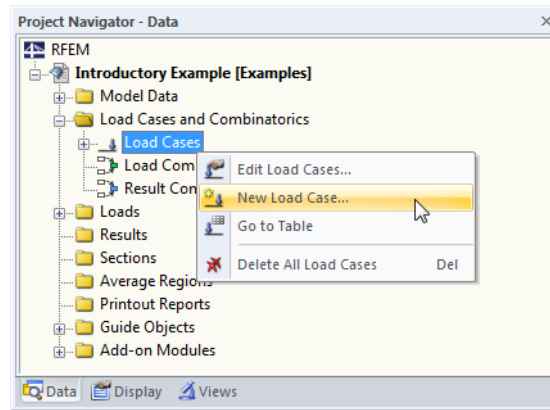 Project Navigator - Data
RFEM
Introductory Example [Examples]
Model Data
Load Cases and Combinatorics
Load Cases
Load Com
Edit Load Cases...
Result Con
New Load Case...
Loads
Go to Table
Results
Sections
Delete All Load Cases Del
Average Regions
Printout Reports
Guide Objects
Add-on Modules
Data Display Views